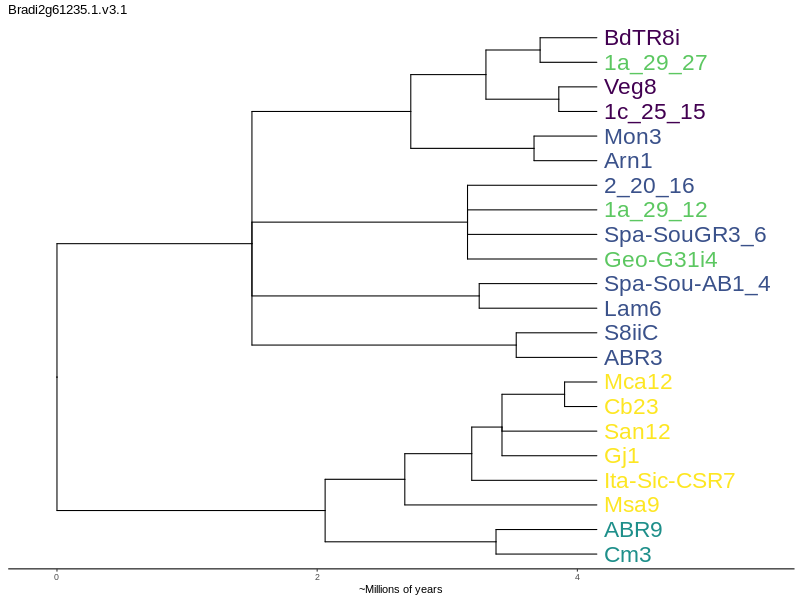 Bradi2g61235.1.v3.1
BdTR8i
1a_29_27
Veg8
1c_25_15
Mon3
Arn1
2_20_16
1a_29_12
Spa-SouGR3_6
Geo-G31i4
Spa-Sou-AB1_4
Lam6
S8iiC
ABR3
Mca12
Cb23
San12
Gj1
Ita-Sic-CSR7
Msa9
ABR9
Cm3
0 2 4
~Millions of years